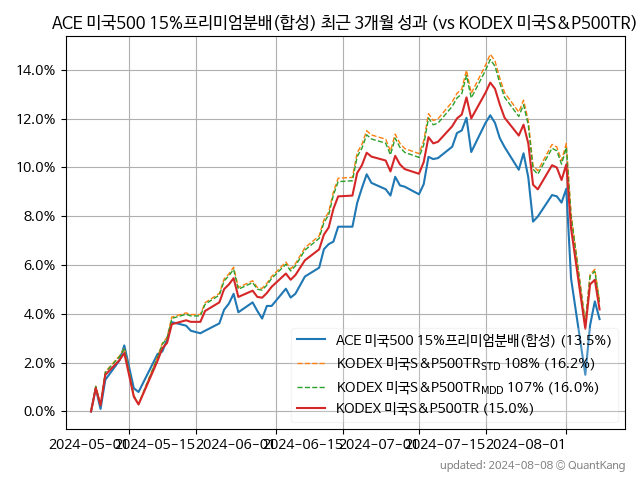 ACE 미국500 15%프리미엄분배(합성) 최근 3개월 성과 (vs KODEX 미국S&P500TR)
14.0%
12.0%
10.0%
8.0%
6.0%
4.0%
2.0%
0.0%
ACE 미국500 15%프리미엄분배(합성) (13.5%)
KODEX 미국S&P500TRSTD 108% (16.2%)
KODEX 미국S&P500TRMDD 107% (16.0%)
KODEX 미국S&P500TR (15.0%)
2024-05-01 2024-05-15 2024-06-01 2024-06-15 2024-07-01 2024-07-15 2024-08-01
updated: 2024-08-08 © QuantKang